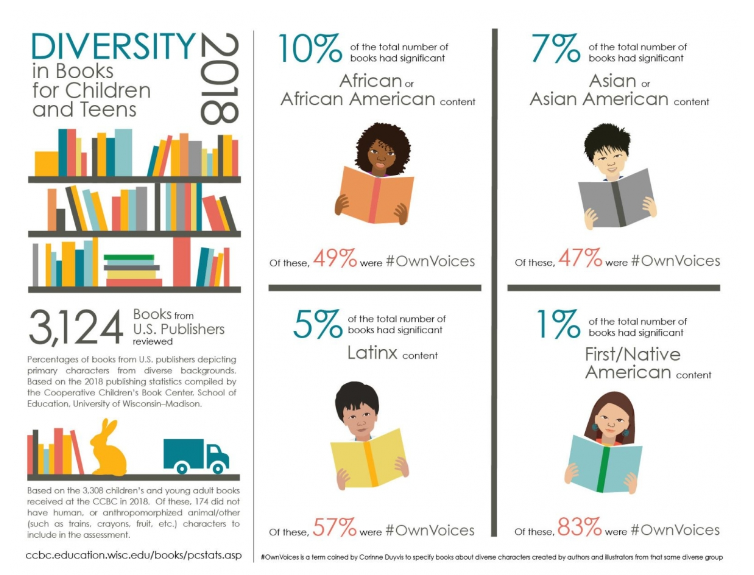 DIVERSITY
in Books
for Children
and Teens
2018
3,124
Books from
U.S. Publishers
reviewed
Percentages of books from U.S. publishers depicting
primary characters from diverse backgrounds.
Based on the 2018 publishing statistics compiled by
the Cooperative Children's Book Center, School of
Education, University of Wisconsin–Madison.
Based on the 3,308 children's and young adult books
received at the CCBC in 2018. Of these, 174 did not
have human, or anthropomorphized animal/other
(such as trains, crayons, fruit, etc.) characters to
include in the assessment.
ccbc.education.wisc.edu/books/pcstats.asp
10% of the total number of
books had significant
African or
African American content
Of these, 49% were #OwnVoices
7% of the total number of
books had significant
Asian or
Asian American content
Of these, 47% were #OwnVoices
5% of the total number of
books had significant
Latinx content
Of these, 57% were #OwnVoices
1% of the total number of
books had significant
First/Native
American content
Of these, 83% were #OwnVoices
#OwnVoices is a term coined by Corinne Duyvis to specify books about diverse characters created by authors and illustrators from that same diverse group